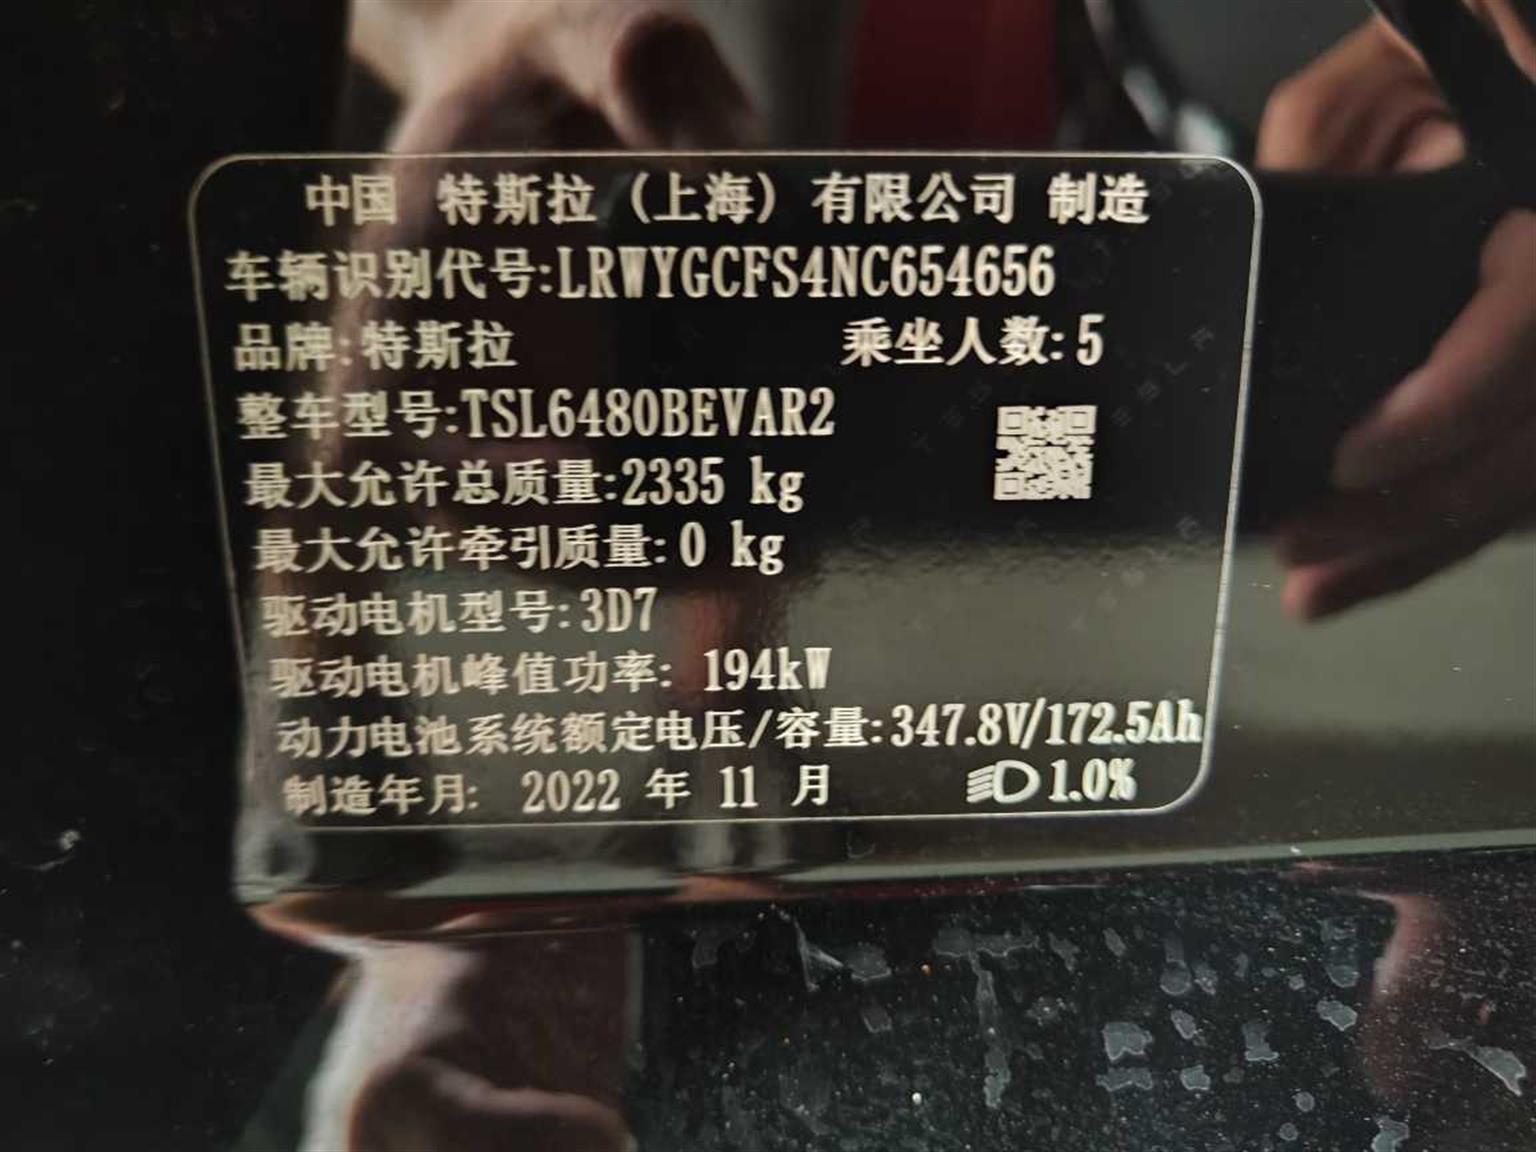 中国 特斯拉 (上海) 有限公司 制造
车辆识别代号:LRWYGCFS4NC654656
品牌:特斯拉 乘坐人数:5
整车型号:TSL6480BEVAR2
最大允许总质量:2335 kg
最大允许牵引质量:0 kg
驱动电机型号:3D7
驱动电机峰值功率: 194kW
动力电池系统额定电压/容量:347.8V/172.5Ah
制造年月: 2022 年 11 月 1.0%